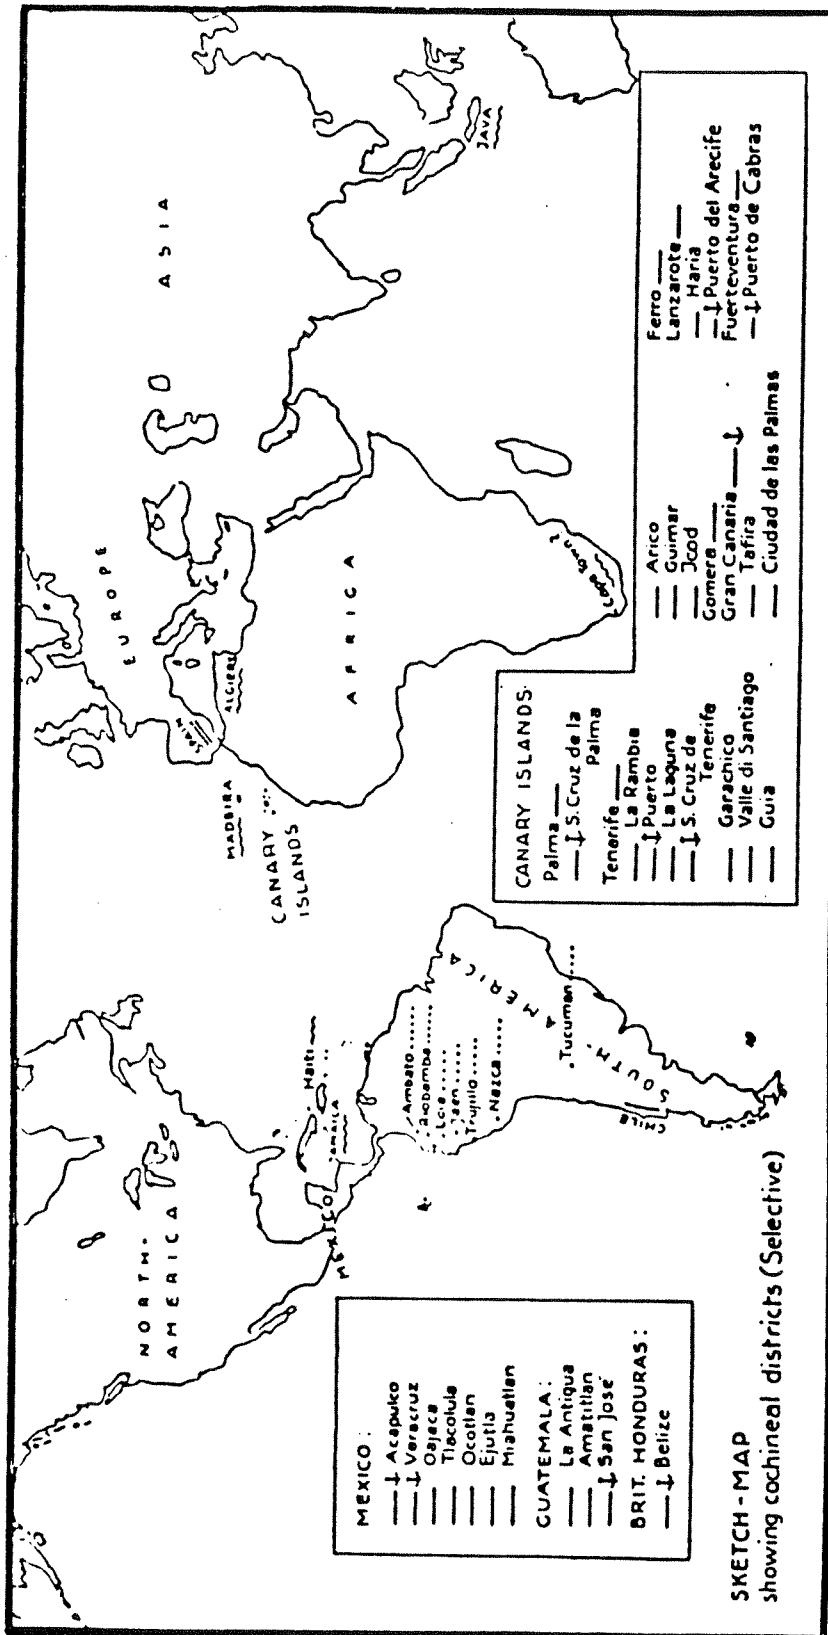 NORTH-
AMERICA
EUROPE
ASIA
MADEIRA
SPAIN
ALGIERS
CANARY
ISLANDS
AFRICA
JAVA
Cape Town?
MEXICO
Haiti
JAMAICA
Ambato
Riobamba
Loja
Jaen
Trujillo
Nazca
Tucuman
SOUTH-
AMERICA
CHILE
MEXICO:
Acapulco
Veracruz
Oajaca
Tlacolula
Ocotlan
Ejutla
Miahuatlan
GUATEMALA:
La Antigua
Amatitlan
San José
BRIT. HONDURAS:
Belize
CANARY ISLANDS
Palma
S. Cruz de la
Palma
Tenerife
La Rambla
Puerto
La Laguna
S. Cruz de
Tenerife
Garachico
Valle di Santiago
Guia
Arico
Guimar
Jcod
Gomera
Gran Canaria
Tafira
Ciudad de las Palmas
Ferro
Lanzarote
Haria
Puerto del Arecife
Fuerteventura
Puerto de Cabras
SKETCH-MAP
showing cochineal districts (Selective)